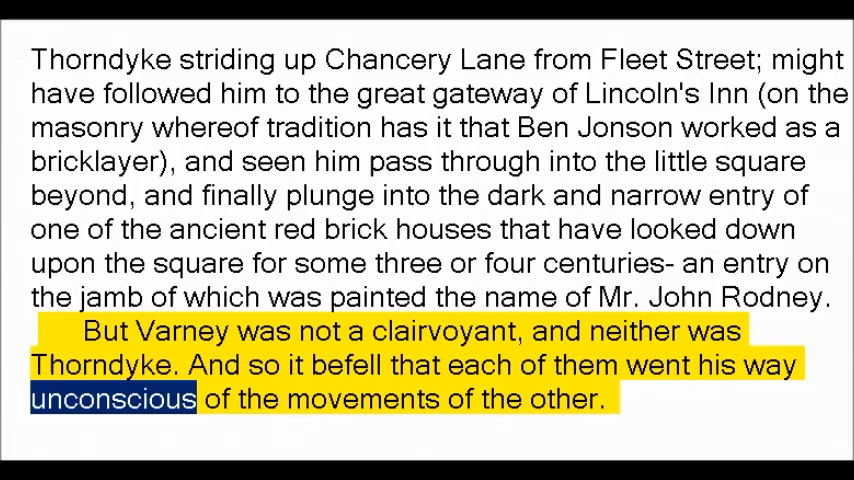 Thorndyke striding up Chancery Lane from Fleet Street; might
have followed him to the great gateway of Lincoln's Inn (on the
masonry whereof tradition has it that Ben Jonson worked as a
bricklayer), and seen him pass through into the little square
beyond, and finally plunge into the dark and narrow entry of
one of the ancient red brick houses that have looked down
upon the square for some three or four centuries- an entry on
the jamb of which was painted the name of Mr. John Rodney.
But Varney was not a clairvoyant, and neither was
Thorndyke. And so it befell that each of them went his way
unconscious of the movements of the other.